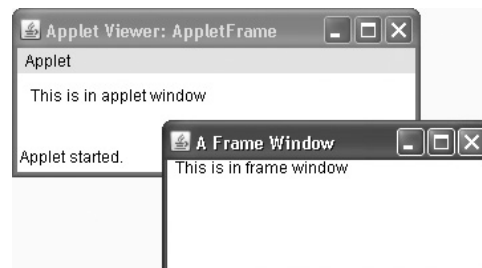 Applet Viewer: AppletFrame
Applet
This is in applet window
Applet started.
A Frame Window
This is in frame window